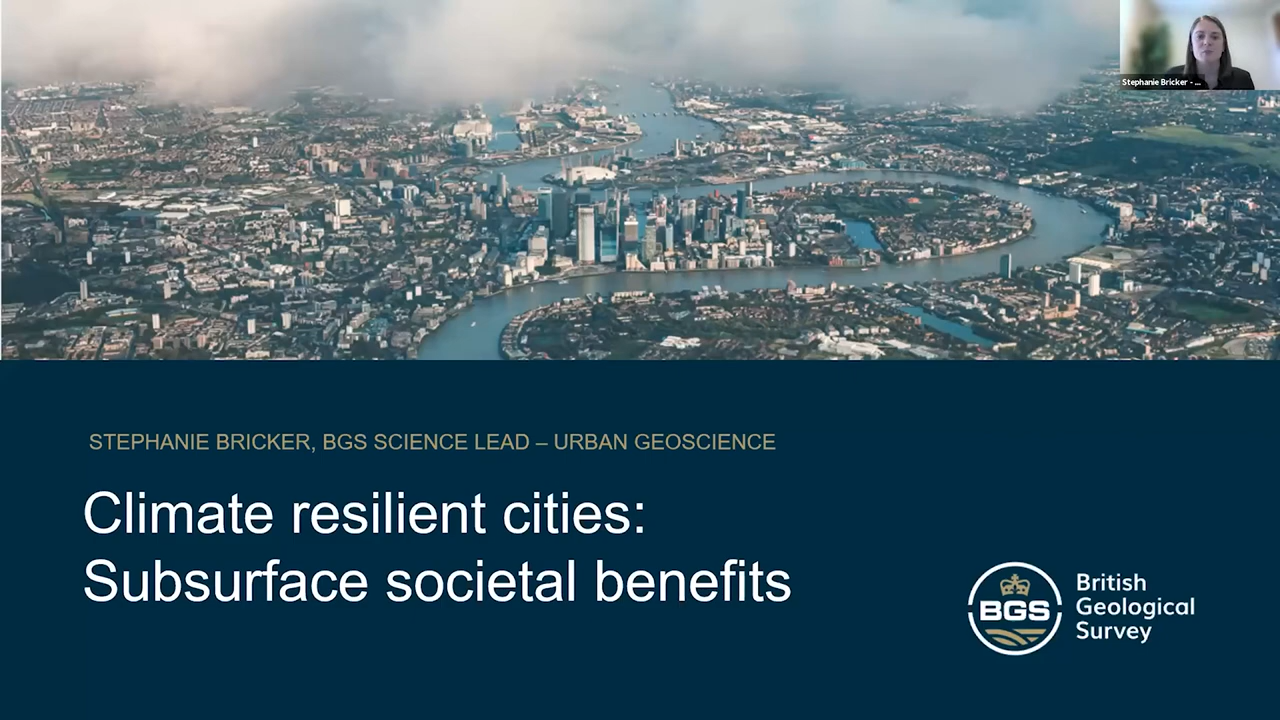 Stephanie Bricker - ...
STEPHANIE BRICKER, BGS SCIENCE LEAD – URBAN GEOSCIENCE
Climate resilient cities:
Subsurface societal benefits
BGS
British
Geological
Survey